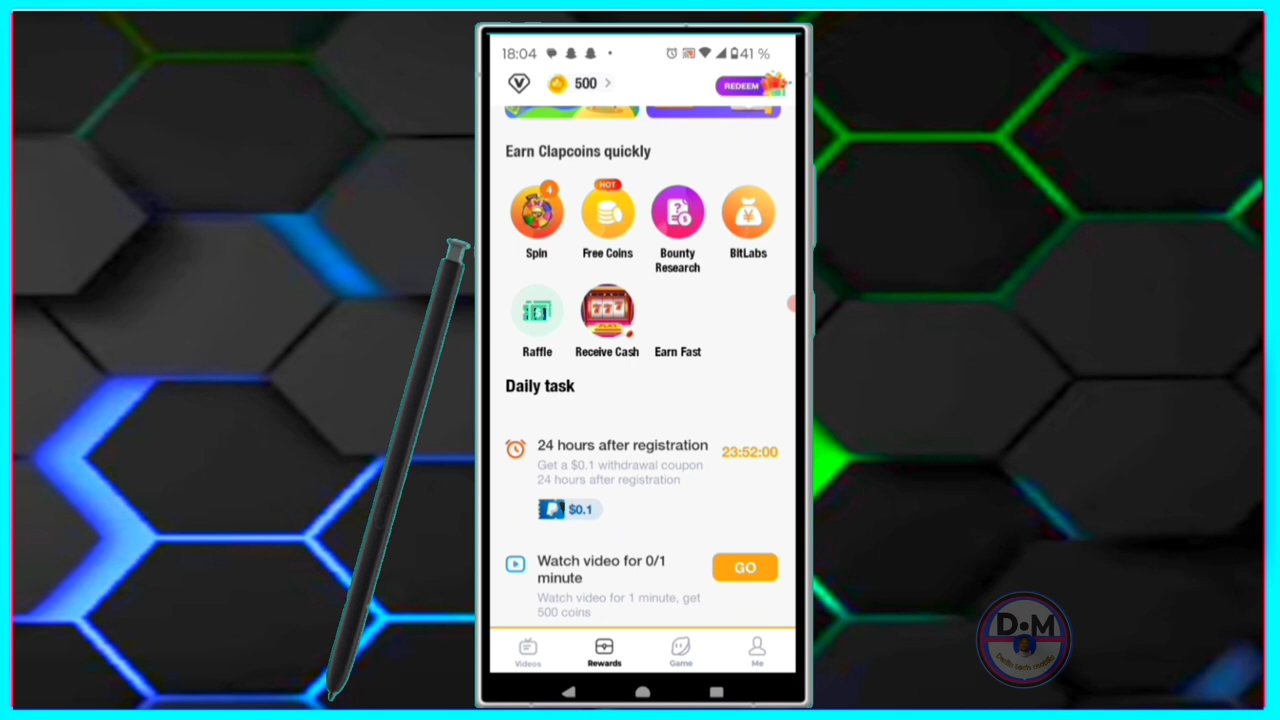 18:04
41 %
500
REDEEM
Earn Clapcoins quickly
4
HOT
Spin
Free Coins
Bounty
Research
BitLabs
777
Raffle
Receive Cash
Earn Fast
Daily task
24 hours after registration
23:52:00
Get a $0.1 withdrawal coupon
24 hours after registration
$0.1
Watch video for 0/1
minute
GO
Watch video for 1 minute, get
500 coins
Videos
Rewards
Game
Me
D•M